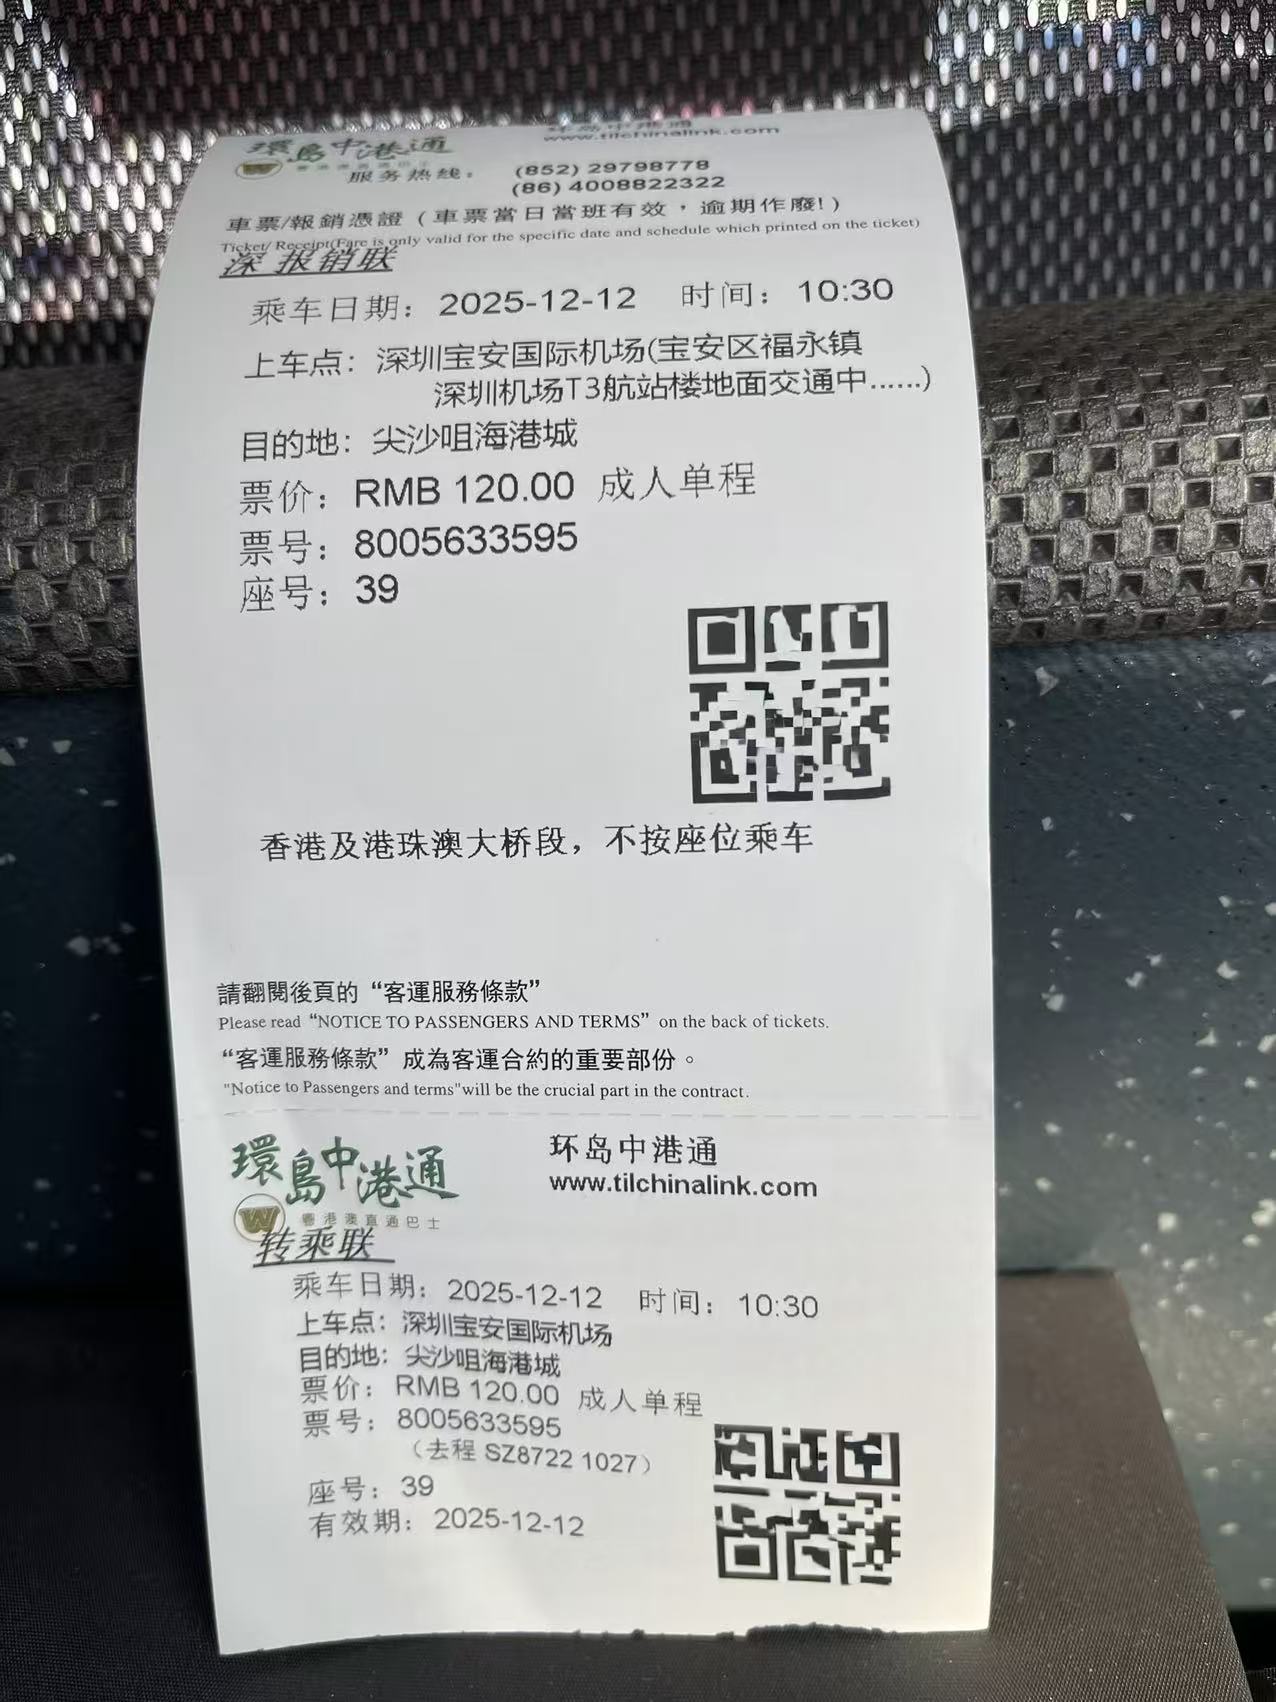 環島中港通
环岛中港通
www.tilchinalink.com
服务热线: (852) 29798778
(86) 4008822322
車票/報銷憑證(車票當日當班有效，逾期作廢!)
Ticket/ Receipt(Fare is only valid for the specific date and schedule which printed on the ticket)
深 报销联
乘车日期: 2025-12-12 时间: 10:30
上车点: 深圳宝安国际机场(宝安区福永镇
深圳机场T3航站楼地面交通中......)
目的地: 尖沙咀海港城
票价: RMB 120.00 成人单程
票号: 8005633595
座号: 39
香港及港珠澳大桥段，不按座位乘车
請翻閱後頁的“客運服務條款”
Please read “NOTICE TO PASSENGERS AND TERMS” on the back of tickets.
“客運服務條款”成為客運合約的重要部份。
"Notice to Passengers and terms"will be the crucial part in the contract.
環島中港通
环岛中港通
www.tilchinalink.com
W
粵港澳直通巴士
转乘联
乘车日期: 2025-12-12 时间: 10:30
上车点: 深圳宝安国际机场
目的地: 尖沙咀海港城
票价: RMB 120.00 成人单程
票号: 8005633595
（去程 SZ8722 1027）
座号: 39
有效期: 2025-12-12